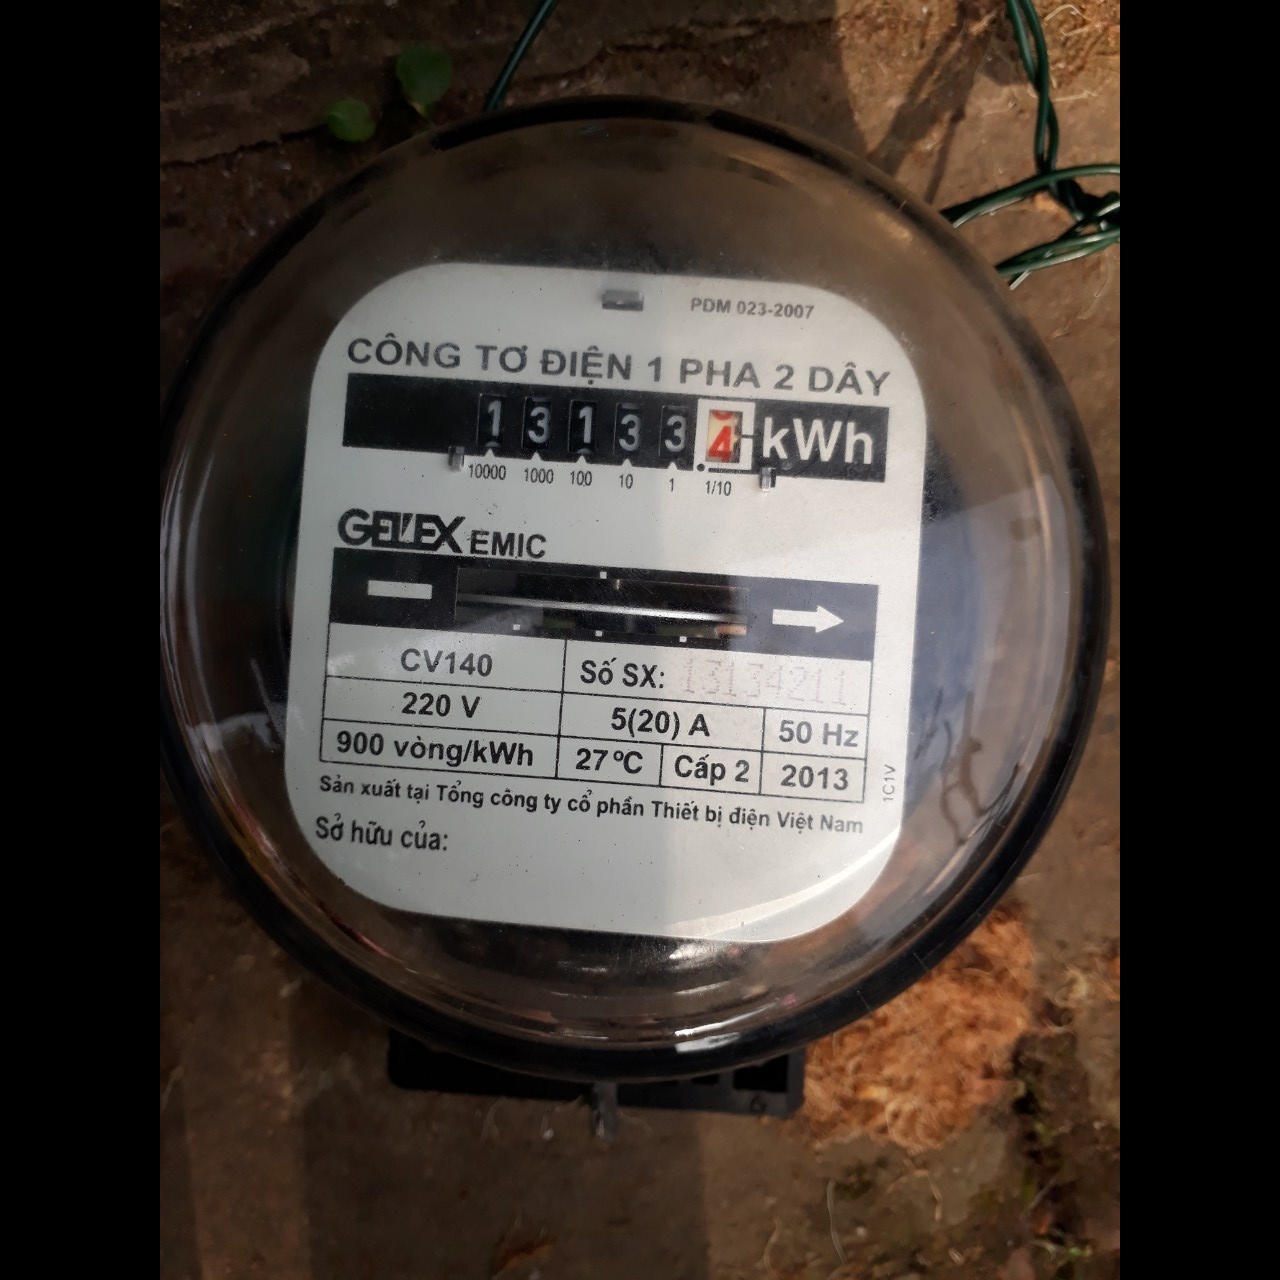 PDM 023-2007
CÔNG TƠ ĐIỆN 1 PHA 2 DÂY
1 3 1 3 3 4 kWh
10000 1000 100 10 1 1/10
GELEX EMIC
CV140 Số SX: 13134211
220 V 5(20) A 50 Hz
900 vòng/kWh 27 ºC Cấp 2 2013
1C1V
Sản xuất tại Tổng công ty cổ phần Thiết bị điện Việt Nam
Sở hữu của: